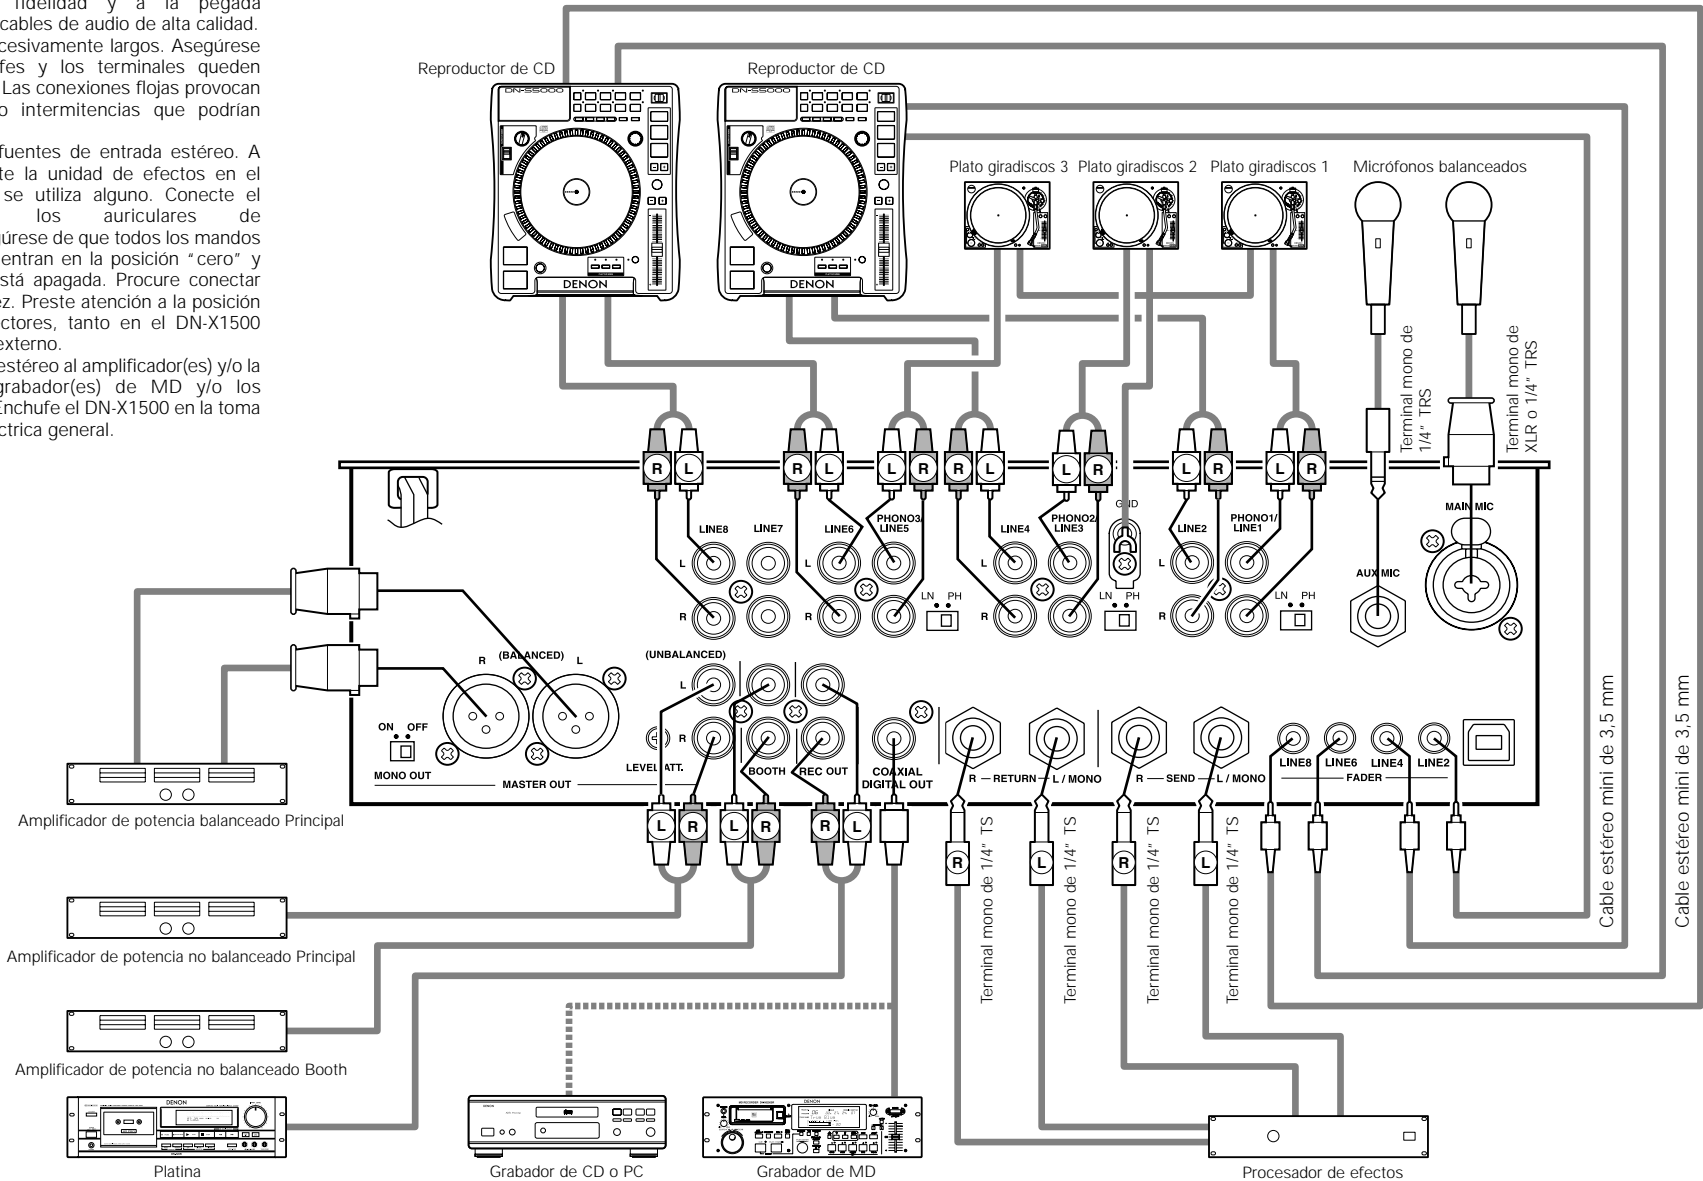 fidelidad y a la pegada
cables de audio de alta calidad.
cesivamente largos. Asegúrese
fes y los terminales queden
Las conexiones flojas provocan
o intermitencias que podrían
fuentes de entrada estéreo. A
te la unidad de efectos en el
se utiliza alguno. Conecte el
los auriculares de
gúrese de que todos los mandos
entran en la posición "cero" y
stá apagada. Procure conectar
ez. Preste atención a la posición
ctores, tanto en el DN-X1500
externo.
estéreo al amplificador(es) y/o la
grabador(es) de MD y/o los
Enchufe el DN-X1500 en la toma
ctrica general.
Reproductor de CD
Reproductor de CD
DN-S5000
DN-S5000
DENON
DENON
Plato giradiscos 3
Plato giradiscos 2
Plato giradiscos 1
Micrófonos balanceados
Terminal mono de
1/4" TRS
Terminal mono de
XLR o 1/4" TRS
R L
R L
L R
R L
L R
L R
L R
LINE8
LINE7
LINE6
PHONO3/
LINE5
LINE4
PHONO2/
LINE3
GND
LINE2
PHONO1/
LINE1
MAIN MIC
AUX MIC
L
L
L
L
R
R
R
R
LN PH
LN PH
LN PH
R (BALANCED) L
(UNBALANCED)
L
R
ON OFF
MONO OUT
MASTER OUT
LEVEL ATT.
BOOTH
REC OUT
COAXIAL
DIGITAL OUT
R — RETURN — L / MONO
R — SEND — L / MONO
LINE8
LINE6
LINE4
LINE2
FADER
L R
L R
R L
R
L
R
L
Terminal mono de 1/4" TS
Terminal mono de 1/4" TS
Terminal mono de 1/4" TS
Terminal mono de 1/4" TS
Cable estéreo mini de 3,5 mm
Cable estéreo mini de 3,5 mm
Amplificador de potencia balanceado Principal
Amplificador de potencia no balanceado Principal
Amplificador de potencia no balanceado Booth
DENON
DENON
Platina
Grabador de CD o PC
Grabador de MD
Procesador de efectos